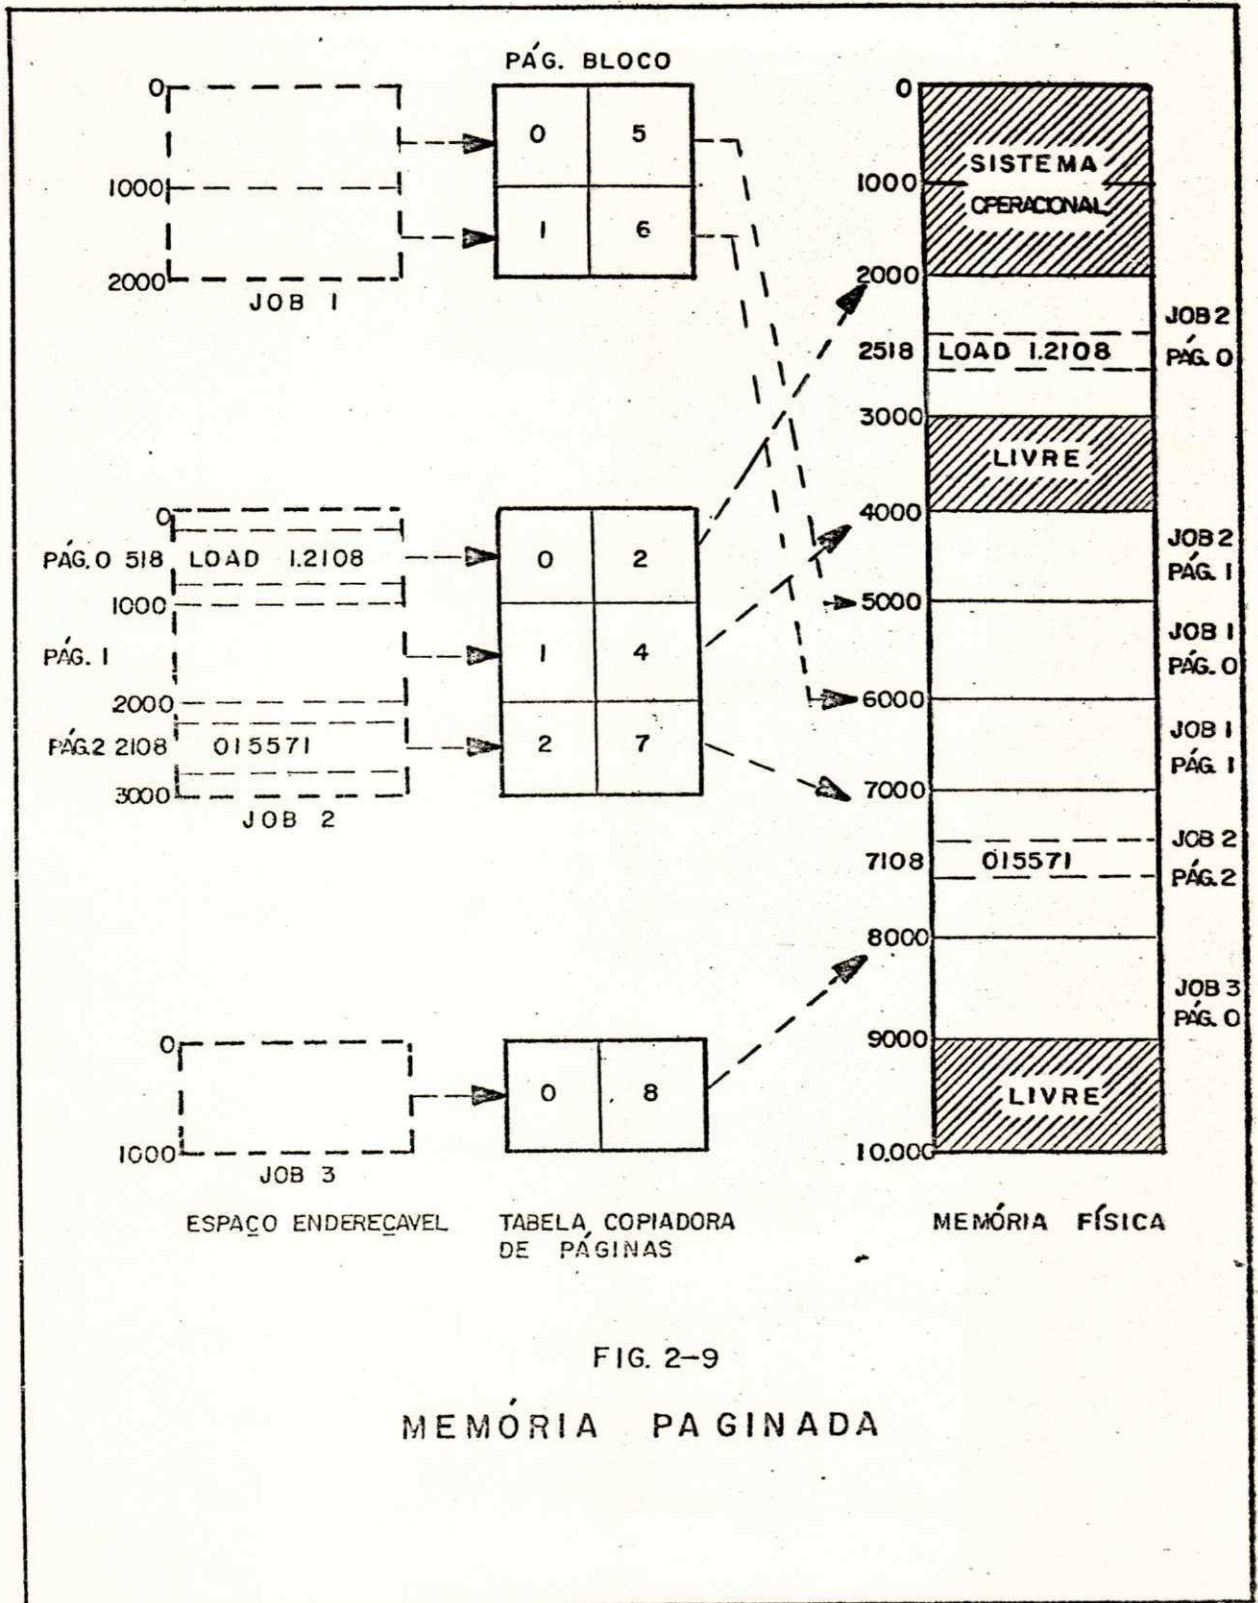 PÁG. BLOCO
0
1000
2000
JOB 1
0 5
1 6
0
PÁG. 0 518 LOAD 1.2108
1000
PÁG. 1
2000
PÁG.2 2108 015571
3000
JOB 2
0 2
1 4
2 7
0
1000
JOB 3
0 8
0
SISTEMA
1000
OPERACIONAL
2000
JOB 2
2518 LOAD 1.2108 PÁG. 0
3000
LIVRE
4000
JOB 2
PÁG. 1
5000
JOB 1
PÁG. 0
6000
JOB 1
PÁG. 1
7000
JOB 2
7108 015571
PÁG. 2
8000
JOB 3
PÁG. 0
9000
LIVRE
10.000
ESPAÇO ENDEREÇAVEL
TABELA COPIADORA
DE PÁGINAS
MEMÓRIA FÍSICA
FIG. 2-9
MEMÓRIA PAGINADA